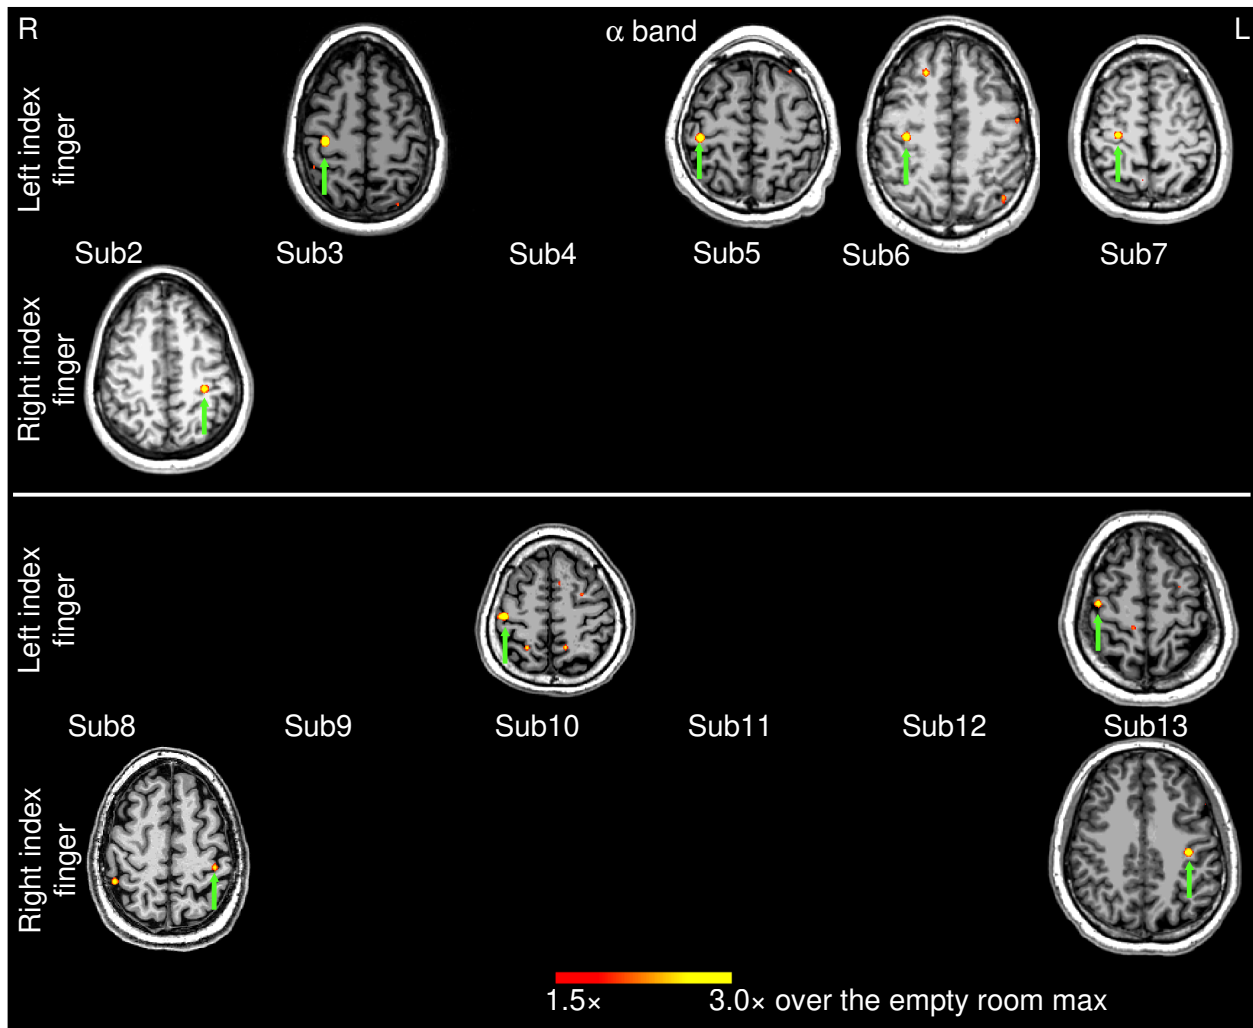 R
α band
L
Left index
finger
Sub2
Sub3
Sub4
Sub5
Sub6
Sub7
Right index
finger
Left index
finger
Sub8
Sub9
Sub10
Sub11
Sub12
Sub13
Right index
finger
1.5×
3.0× over the empty room max